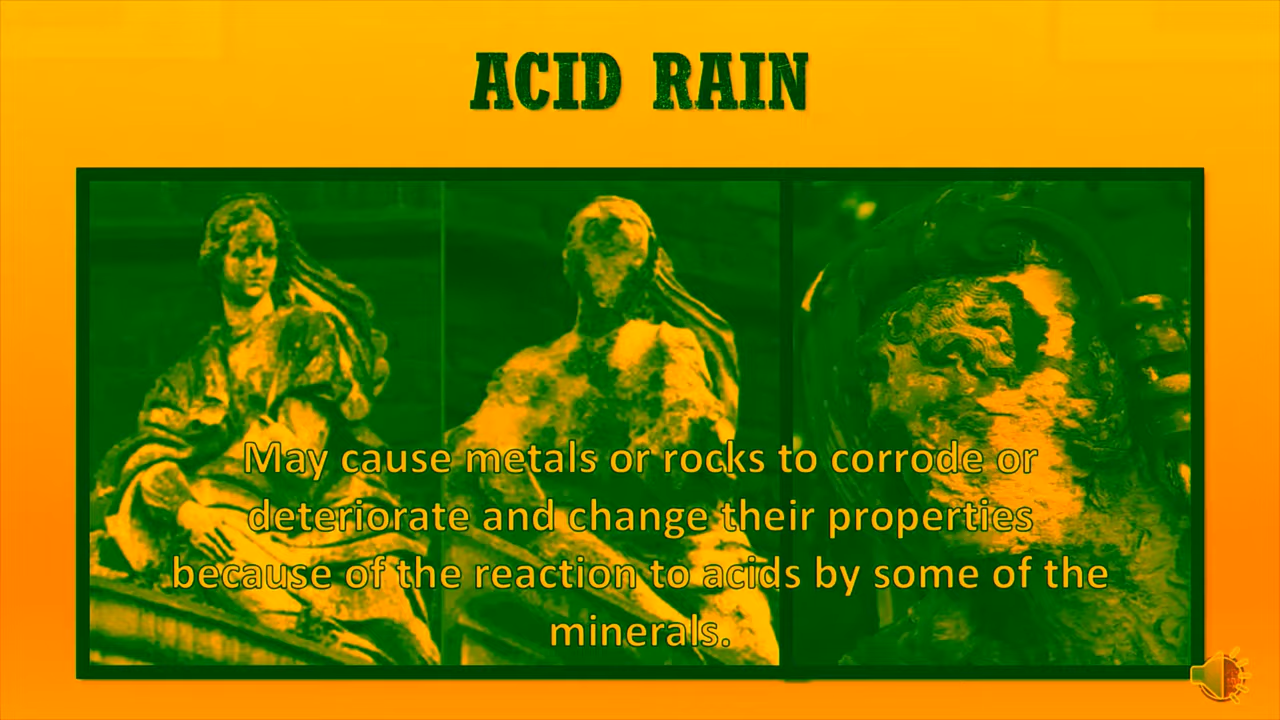 ACID RAIN
May cause metals or rocks to corrode or
deteriorate and change their properties
because of the reaction to acids by some of the
minerals.